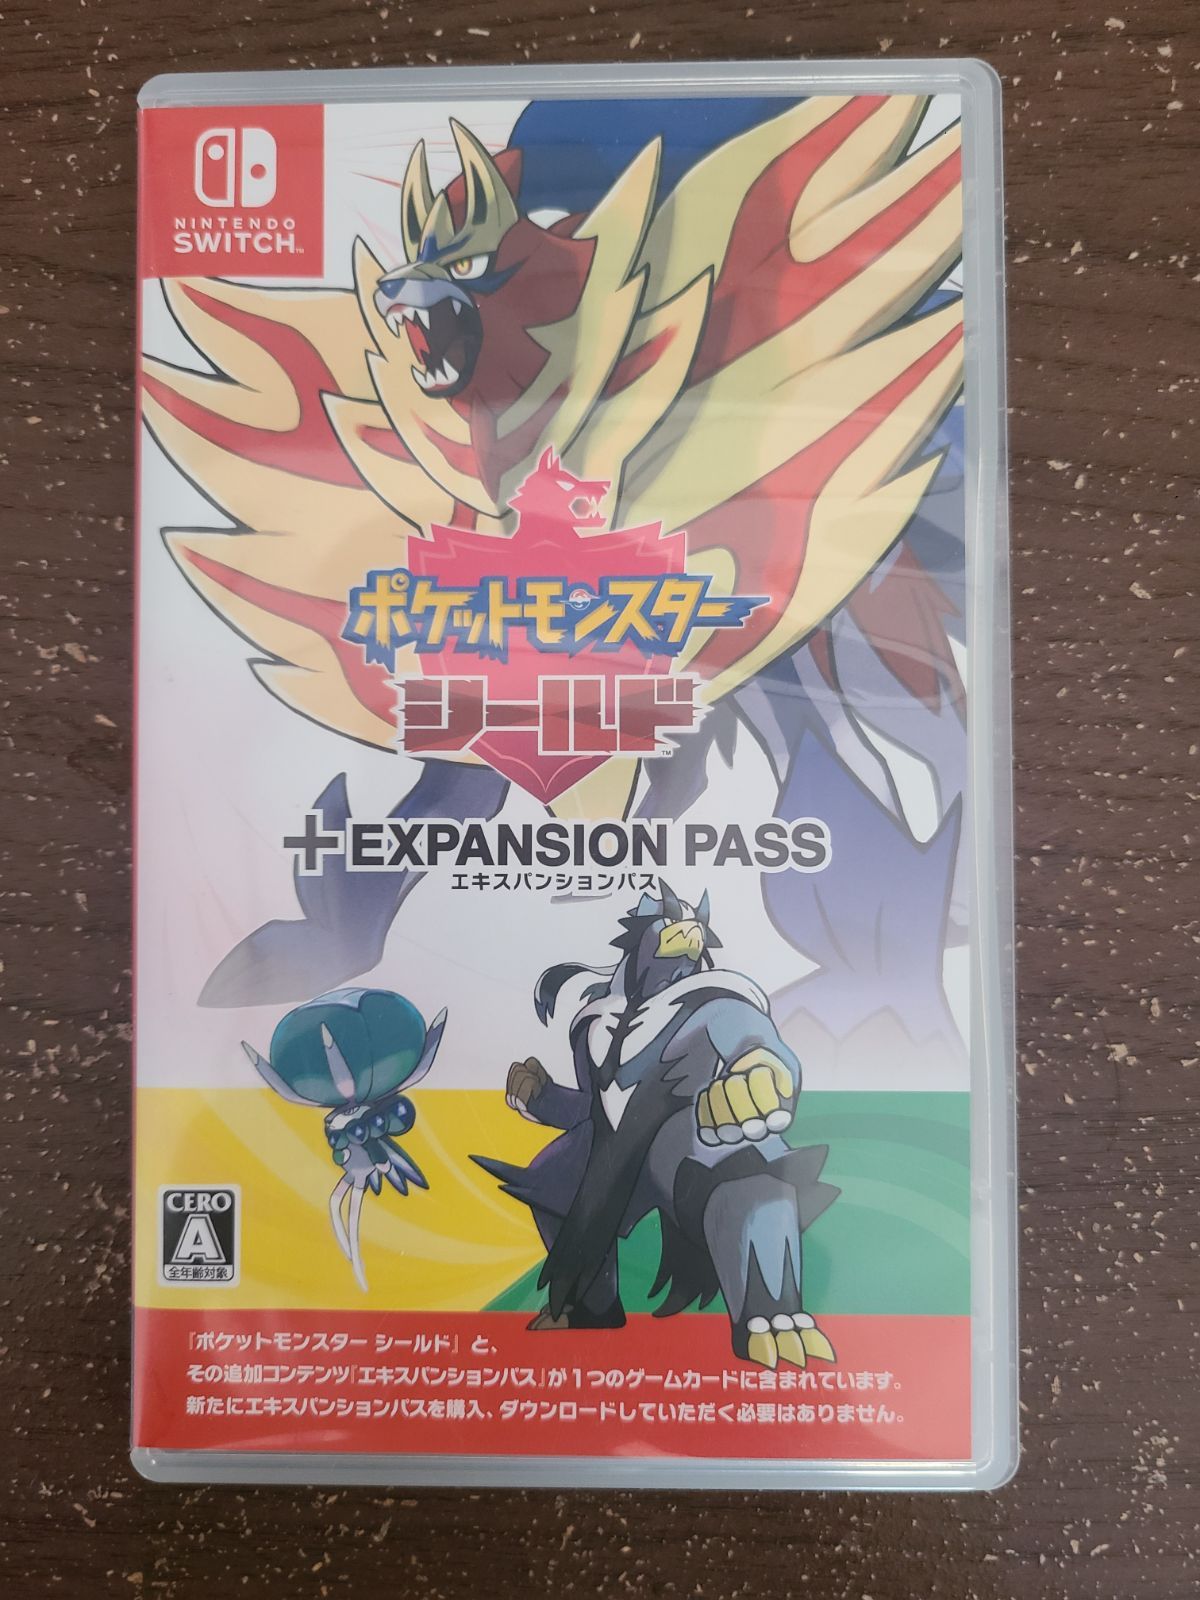 NINTENDO
SWITCH™
ポケットモンスター
シールド™
+EXPANSION PASS
エキスパンションパス
CERO
A
全年齢対象
『ポケットモンスター シールド』と、
その追加コンテンツ『エキスパンションパス』が1つのゲームカードに含まれています。
新たにエキスパンションパスを購入、ダウンロードしていただく必要はありません。